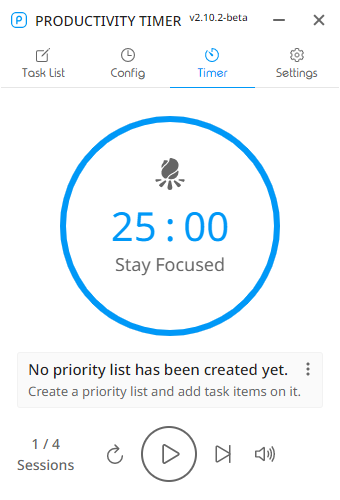 PRODUCTIVITY TIMER v2.10.2-beta
Task List Config Timer Settings
25 : 00
Stay Focused
No priority list has been created yet.
Create a priority list and add task items on it.
1 / 4
Sessions